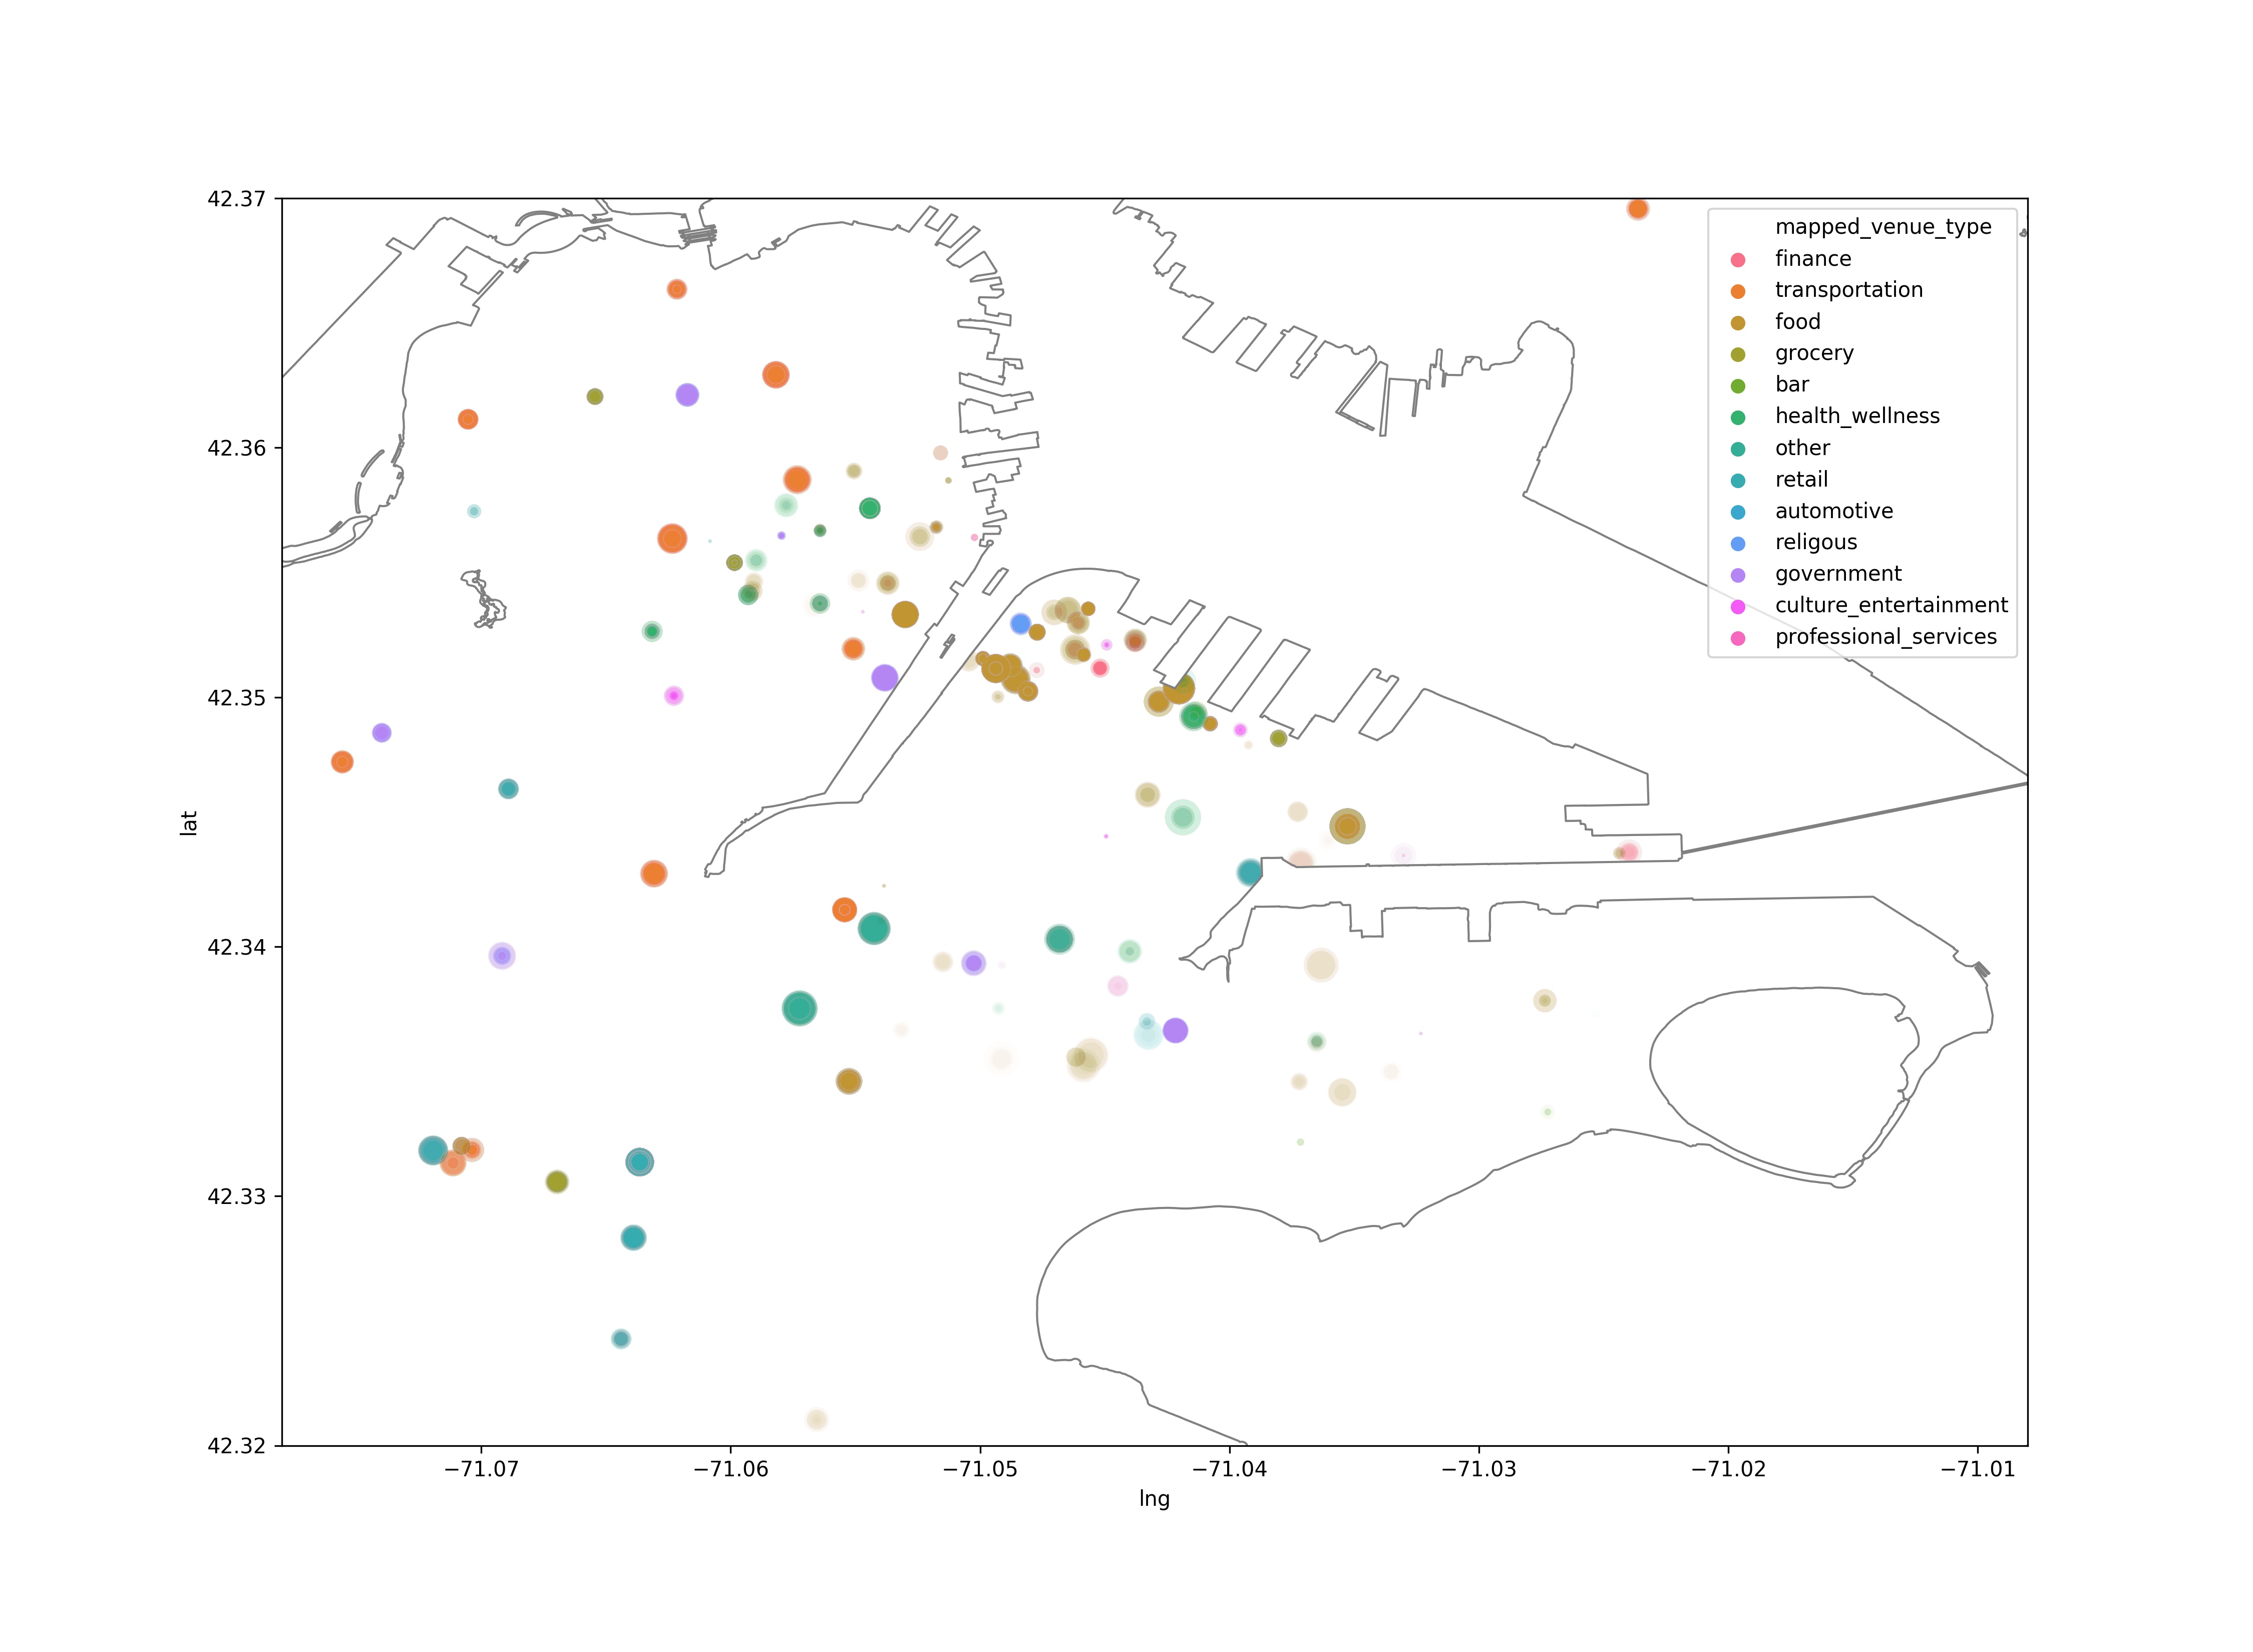 42.37
42.36
42.35
42.34
42.33
42.32
lat
−71.07
−71.06
−71.05
−71.04
−71.03
−71.02
−71.01
lng
mapped_venue_type
finance
transportation
food
grocery
bar
health_wellness
other
retail
automotive
religous
government
culture_entertainment
professional_services